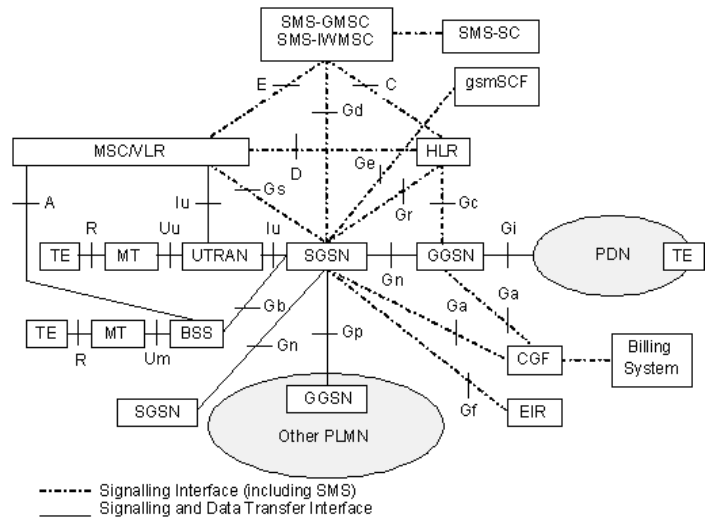 SMS-GMSC
SMS-IWMSC
SMS-SC
gsmSCF
E
C
Gd
MSC/VLR
HLR
D
Ge
Gs
Gr
Gc
A
Iu
R
Uu
Iu
Gi
TE
MT
UTRAN
SGSN
GGSN
PDN
TE
Gn
Gb
Ga
Ga
Gp
TE
MT
BSS
R
Um
Gn
CGF
Billing
System
SGSN
GGSN
Gf
EIR
Other PLMN
Signalling Interface (including SMS)
Signalling and Data Transfer Interface